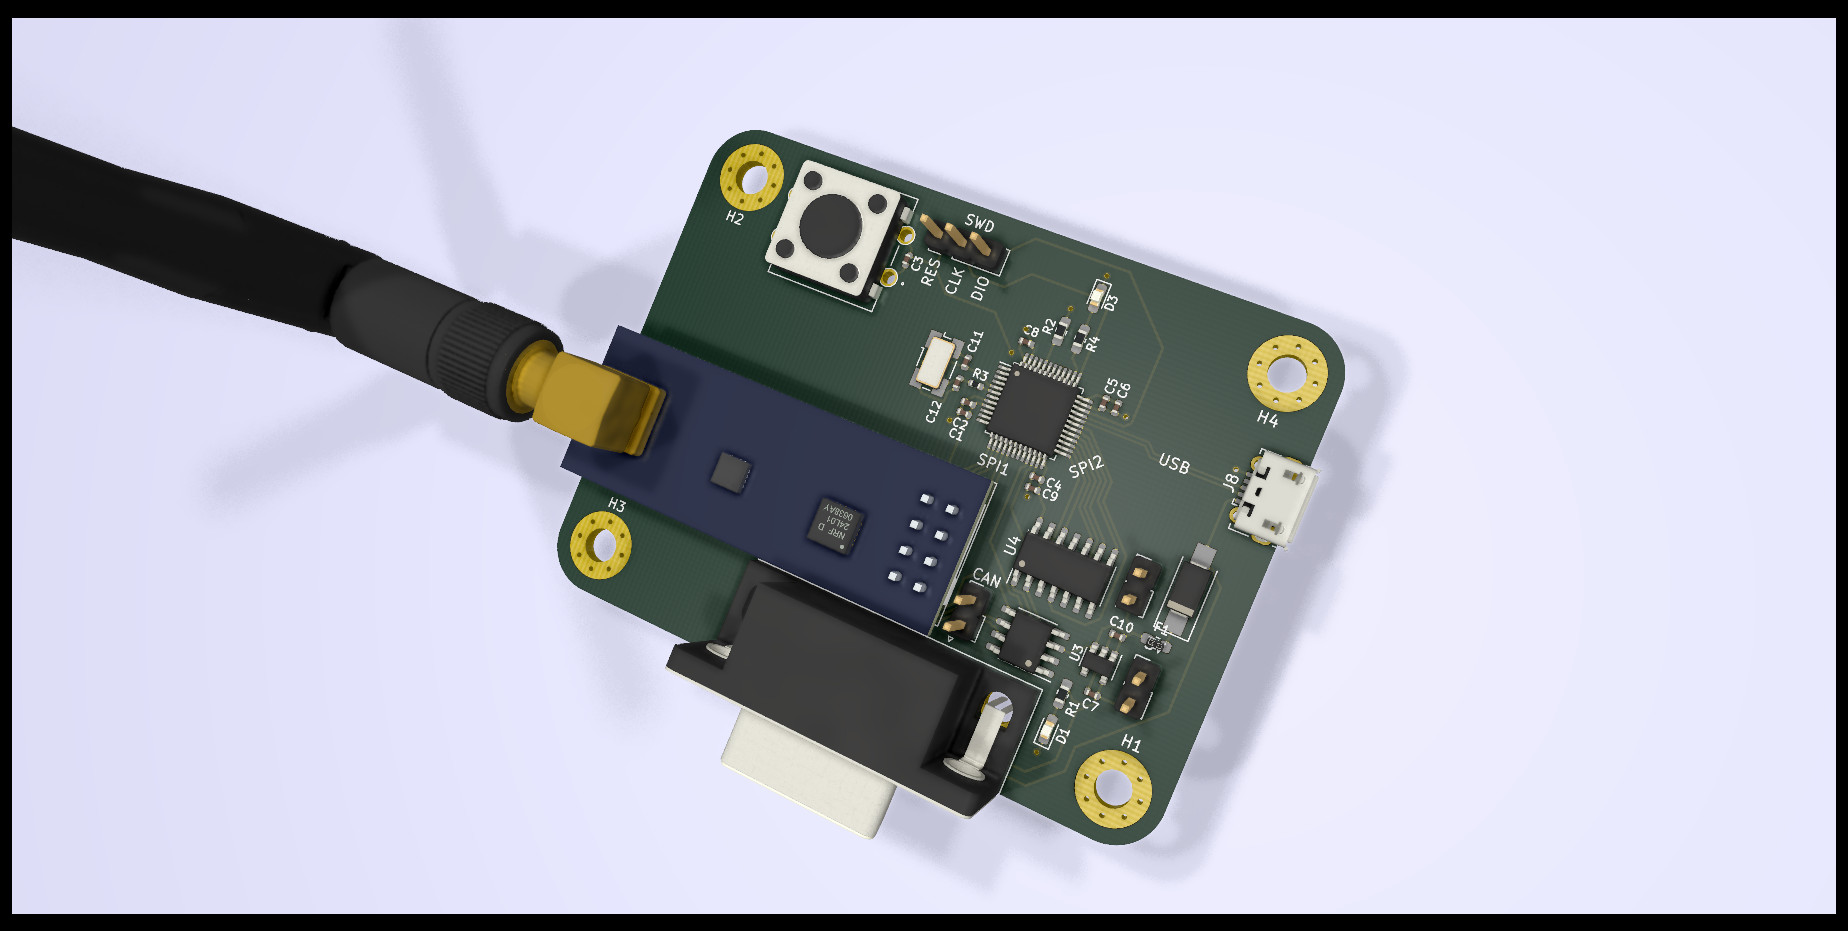 H2
SWD
RES
CLK
DIO
C3
D3
C8
R2
R4
C11
R3
C12
C2
C1
C5
C6
H4
SPI1
SPI2
USB
J8
C4
C9
H3
NRF D
24L01
0638AY
U4
CAN
C10
F1
U3
R1
C7
D1
H1